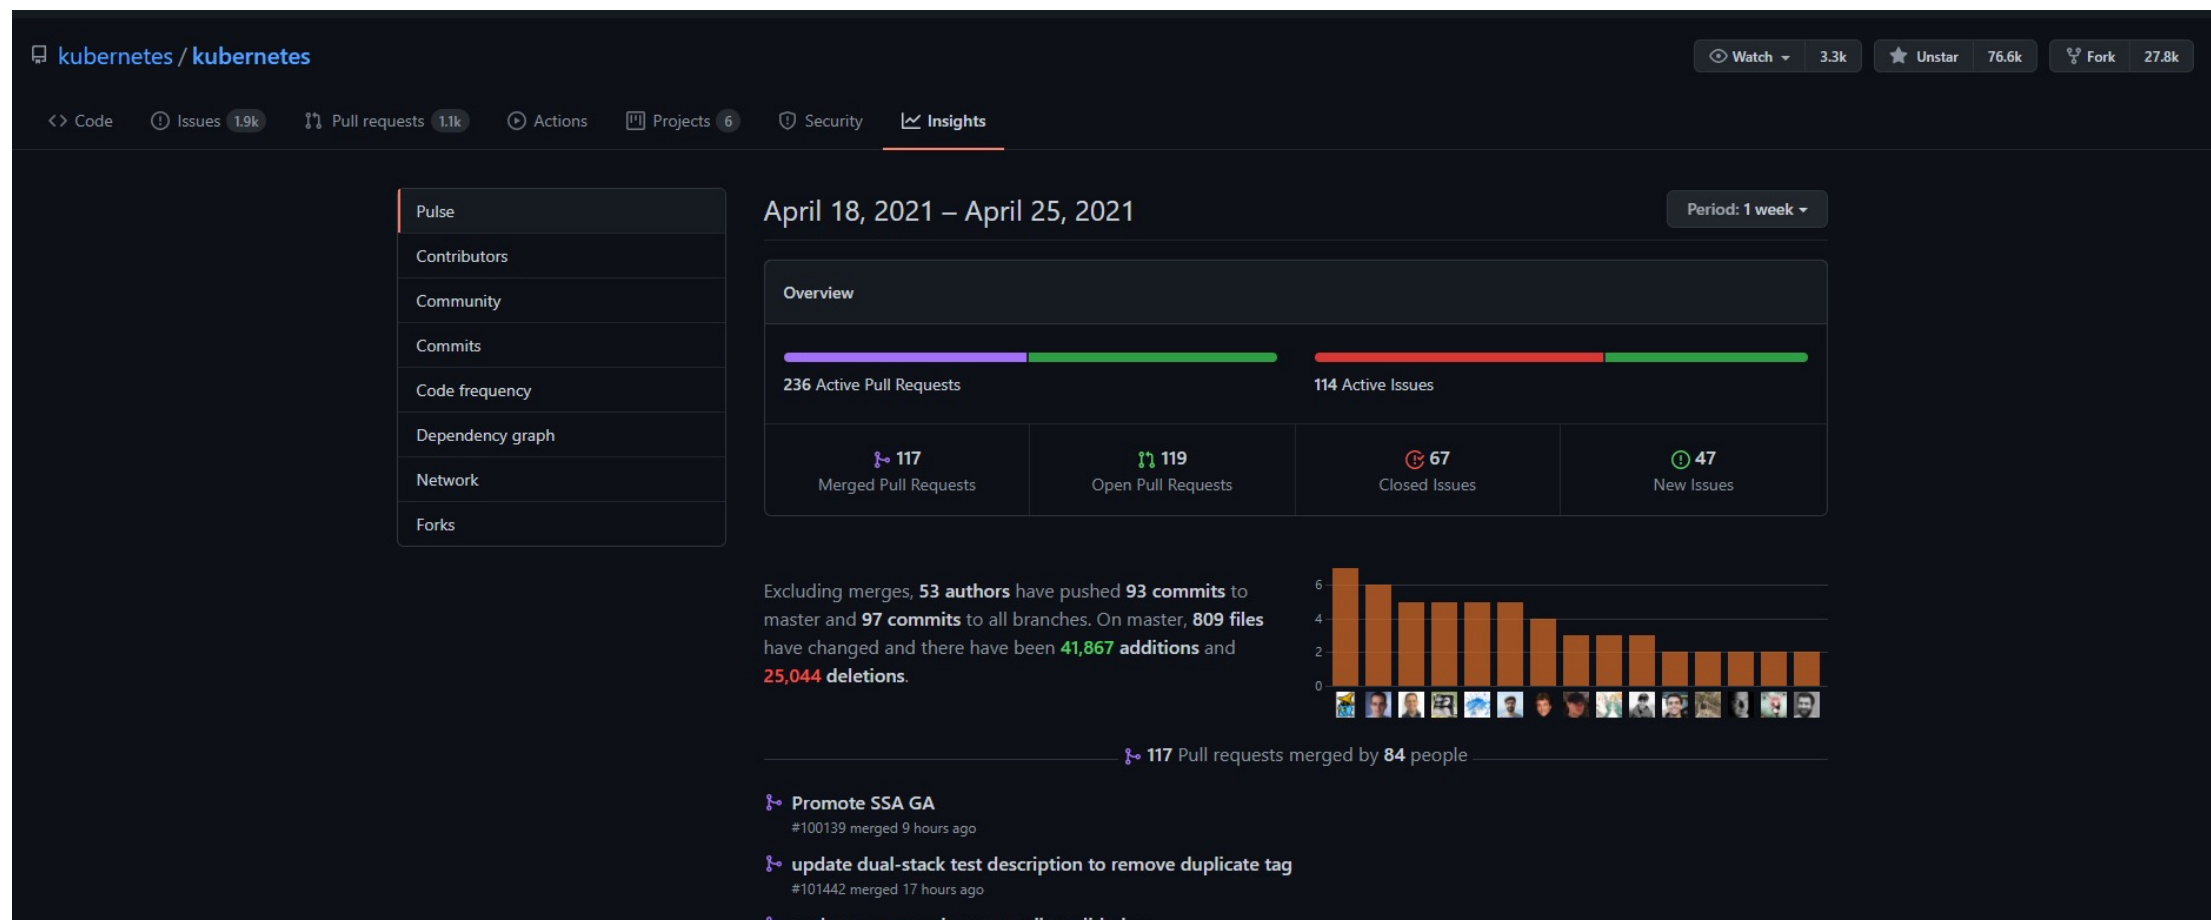 kubernetes / kubernetes
Watch 3.3k Unstar 76.6k Fork 27.8k
Code Issues 1.9k Pull requests 1.1k Actions Projects 6 Security Insights
Pulse
Contributors
Community
Commits
Code frequency
Dependency graph
Network
Forks
April 18, 2021 – April 25, 2021
Period: 1 week
Overview
236 Active Pull Requests
114 Active Issues
117
Merged Pull Requests
119
Open Pull Requests
67
Closed Issues
47
New Issues
Excluding merges, 53 authors have pushed 93 commits to
master and 97 commits to all branches. On master, 809 files
have changed and there have been 41,867 additions and
25,044 deletions.
6
4
2
0
117 Pull requests merged by 84 people
Promote SSA GA
#100139 merged 9 hours ago
update dual-stack test description to remove duplicate tag
#101442 merged 17 hours ago